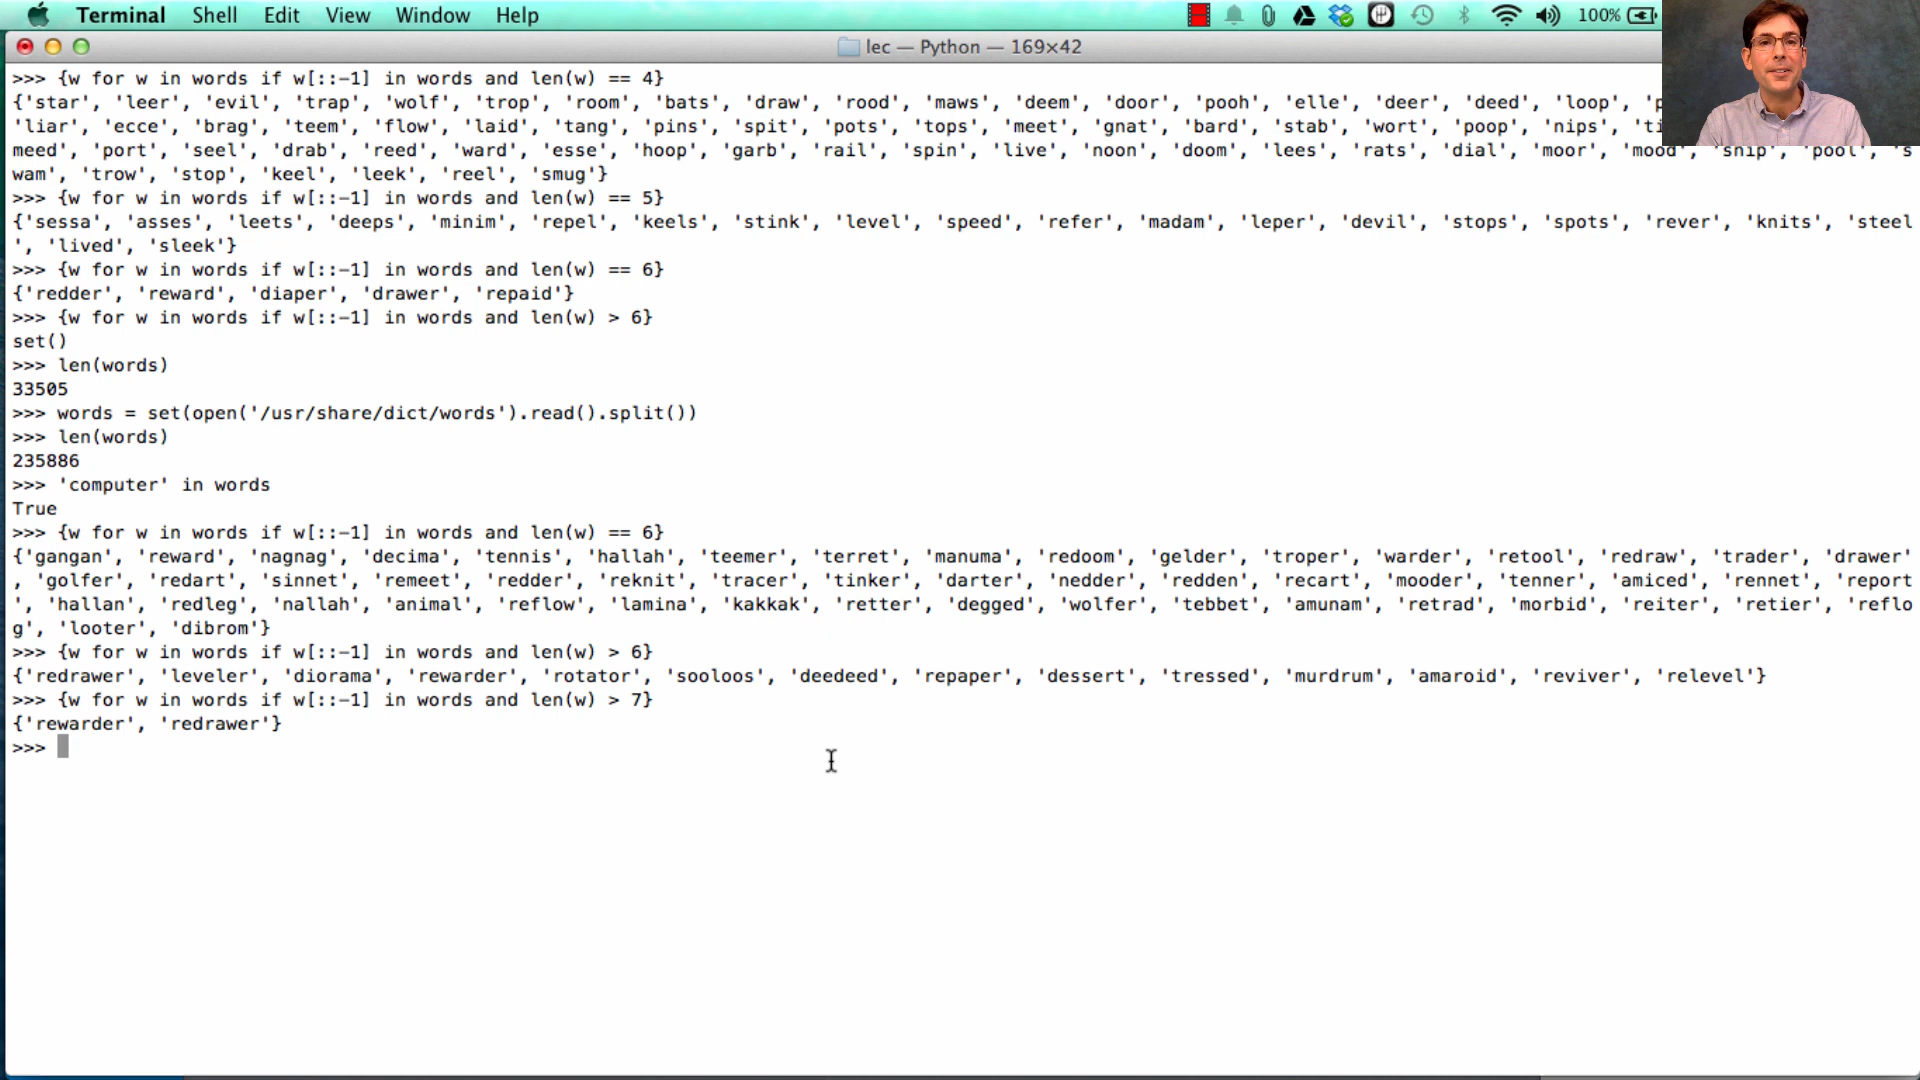 Terminal Shell Edit View Window Help 100%
lec — Python — 169×42
>>> {w for w in words if w[::-1] in words and len(w) == 4}
{'star', 'leer', 'evil', 'trap', 'wolf', 'trop', 'room', 'bats', 'draw', 'rood', 'maws', 'deem', 'door', 'pooh', 'elle', 'deer', 'deed', 'loop', 'p
'liar', 'ecce', 'brag', 'teem', 'flow', 'laid', 'tang', 'pins', 'spit', 'pots', 'tops', 'meet', 'gnat', 'bard', 'stab', 'wort', 'poop', 'nips', 'ti
meed', 'port', 'seel', 'drab', 'reed', 'ward', 'esse', 'hoop', 'garb', 'rail', 'spin', 'live', 'noon', 'doom', 'lees', 'rats', 'dial', 'moor', 'mood', 'snip', 'pool', 's
wam', 'trow', 'stop', 'keel', 'leek', 'reel', 'smug'}
>>> {w for w in words if w[::-1] in words and len(w) == 5}
{'sessa', 'asses', 'leets', 'deeps', 'minim', 'repel', 'keels', 'stink', 'level', 'speed', 'refer', 'madam', 'leper', 'devil', 'stops', 'spots', 'rever', 'knits', 'steel
', 'lived', 'sleek'}
>>> {w for w in words if w[::-1] in words and len(w) == 6}
{'redder', 'reward', 'diaper', 'drawer', 'repaid'}
>>> {w for w in words if w[::-1] in words and len(w) > 6}
set()
>>> len(words)
33505
>>> words = set(open('/usr/share/dict/words').read().split())
>>> len(words)
235886
>>> 'computer' in words
True
>>> {w for w in words if w[::-1] in words and len(w) == 6}
{'gangan', 'reward', 'nagnag', 'decima', 'tennis', 'hallah', 'teemer', 'terret', 'manuma', 'redoom', 'gelder', 'troper', 'warder', 'retool', 'redraw', 'trader', 'drawer'
, 'golfer', 'redart', 'sinnet', 'remeet', 'redder', 'reknit', 'tracer', 'tinker', 'darter', 'nedder', 'redden', 'recart', 'mooder', 'tenner', 'amiced', 'rennet', 'report
', 'hallan', 'redleg', 'nallah', 'animal', 'reflow', 'lamina', 'kakkak', 'retter', 'degged', 'wolfer', 'tebbet', 'amunam', 'retrad', 'morbid', 'reiter', 'retier', 'reflo
g', 'looter', 'dibrom'}
>>> {w for w in words if w[::-1] in words and len(w) > 6}
{'redrawer', 'leveler', 'diorama', 'rewarder', 'rotator', 'sooloos', 'deedeed', 'repaper', 'dessert', 'tressed', 'murdrum', 'amaroid', 'reviver', 'relevel'}
>>> {w for w in words if w[::-1] in words and len(w) > 7}
{'rewarder', 'redrawer'}
>>>